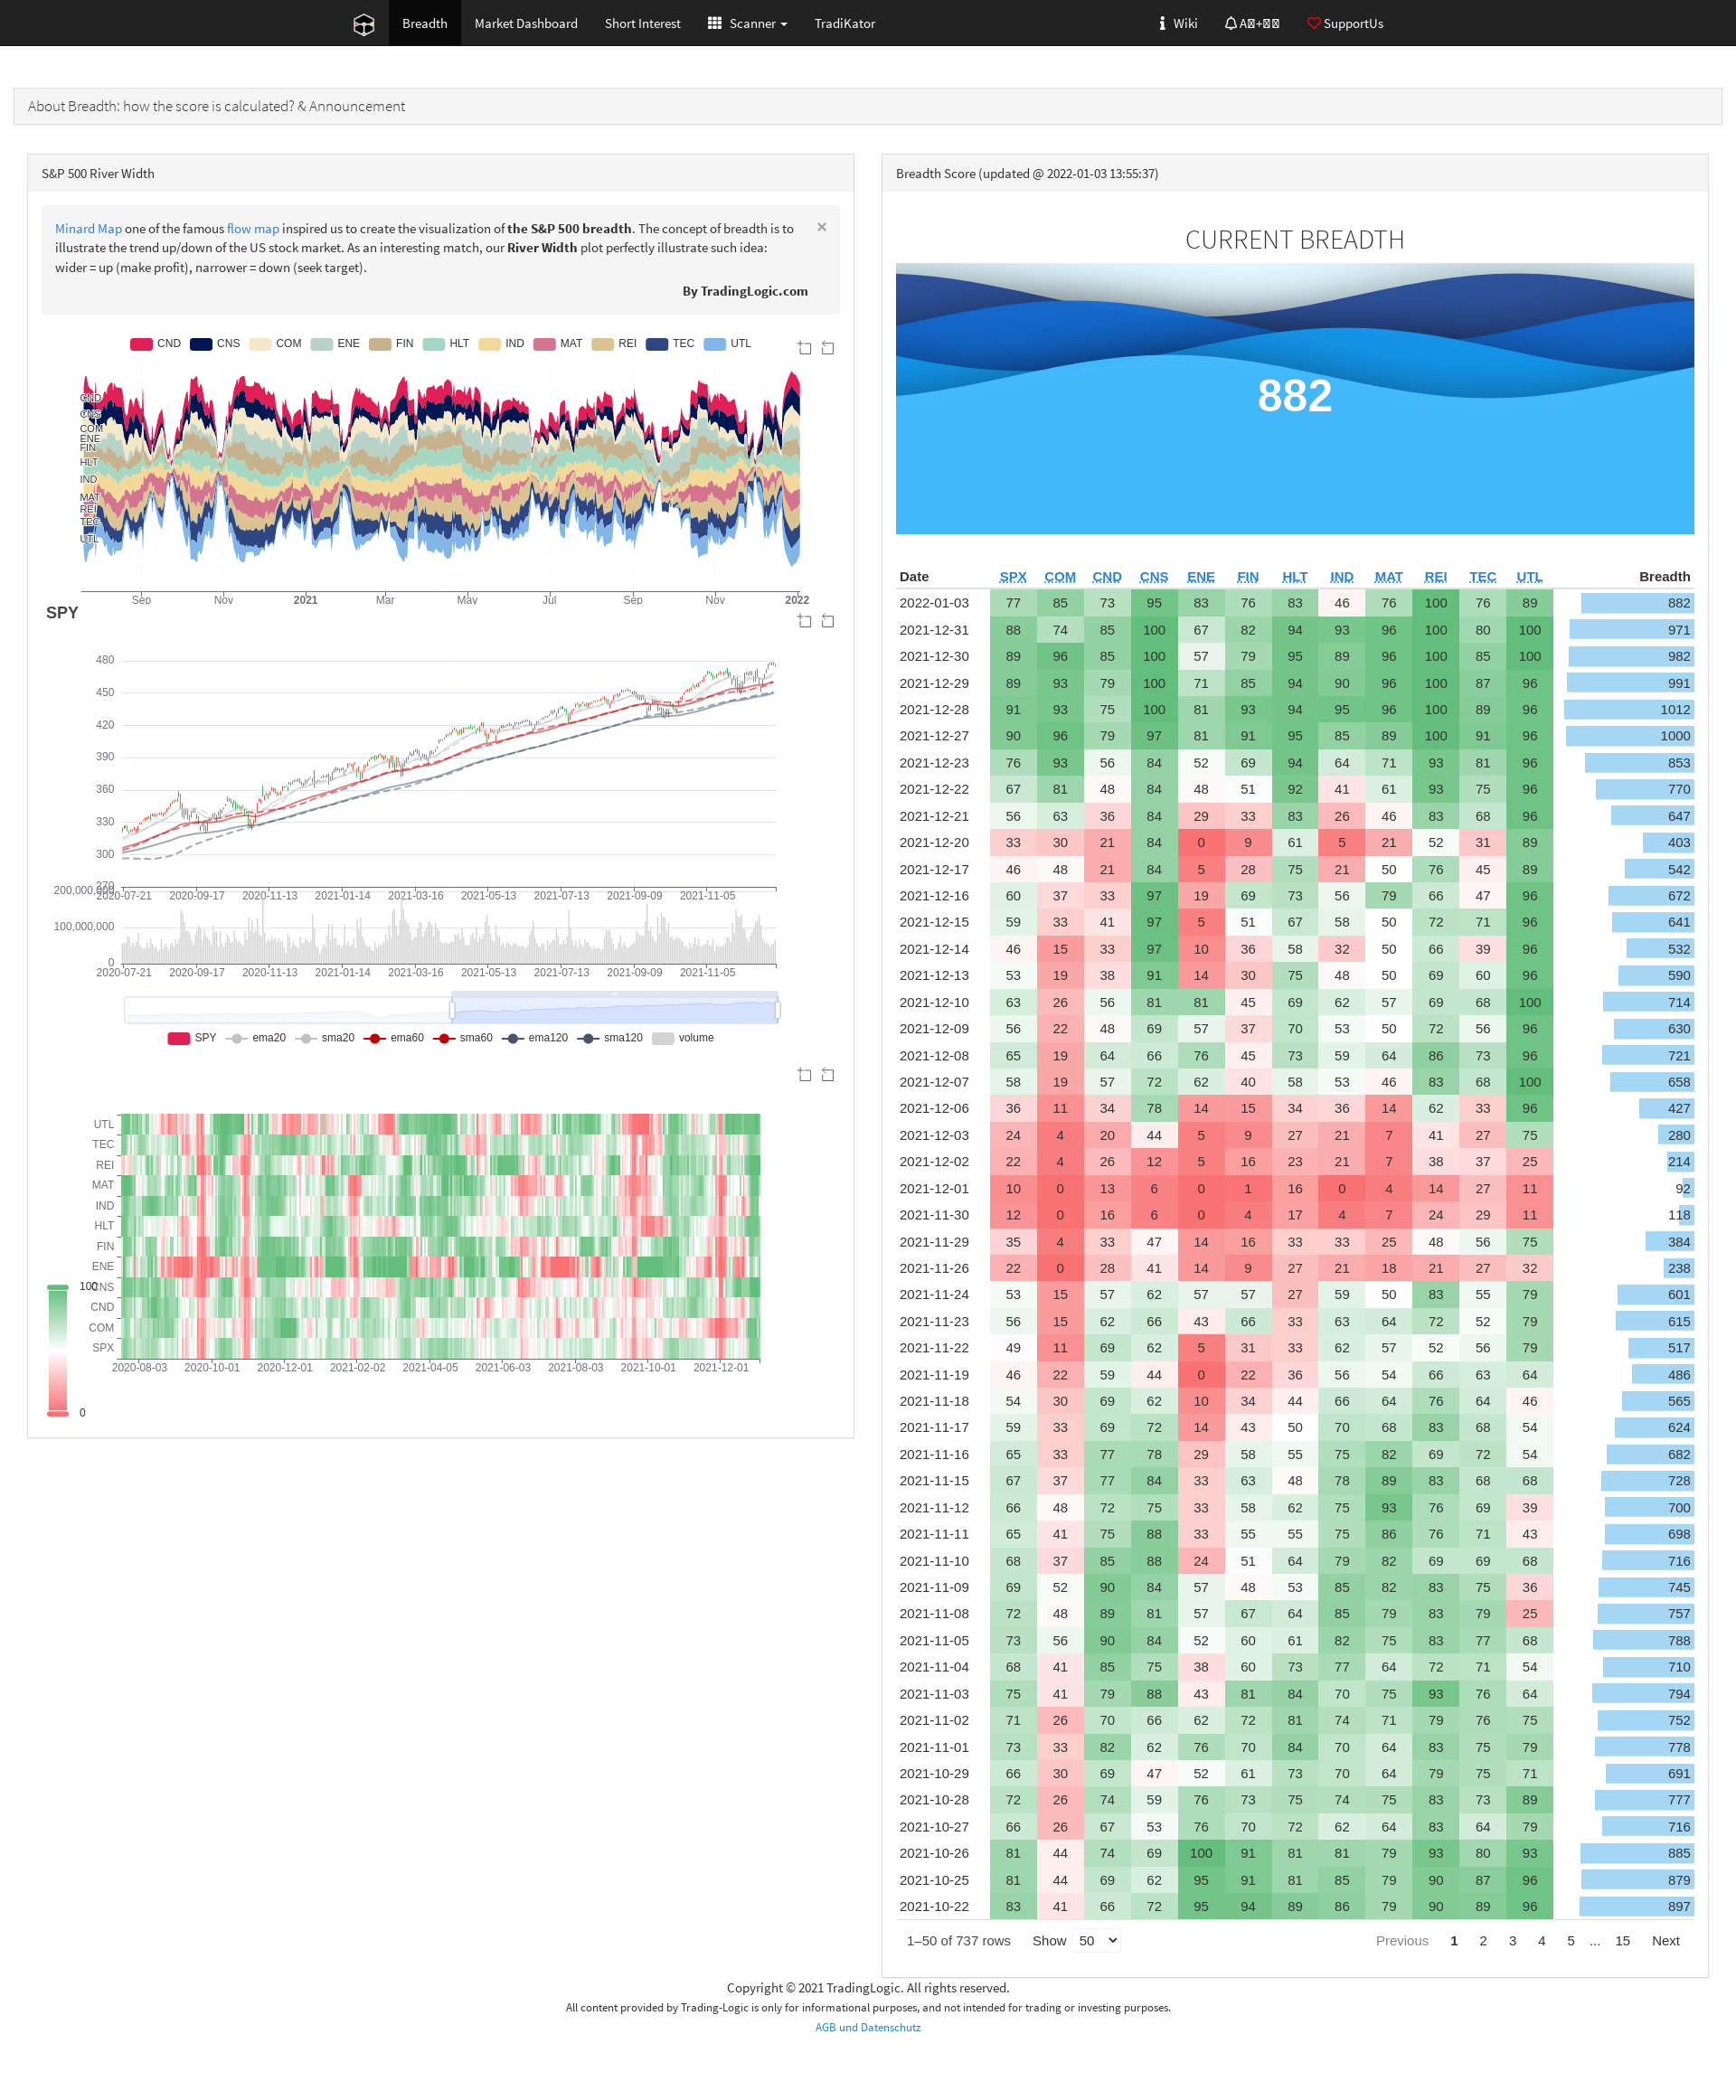 Breadth Market Dashboard Short Interest Scanner TradiKator Wiki SupportUs
About Breadth: how the score is calculated? & Announcement
S&P 500 River Width
Minard Map one of the famous flow map inspired us to create the visualization of the S&P 500 breadth. The concept of breadth is to
illustrate the trend up/down of the US stock market. As an interesting match, our River Width plot perfectly illustrate such idea:
wider = up (make profit), narrower = down (seek target).
×
By TradingLogic.com
CND CNS COM ENE FIN HLT IND MAT REI TEC UTL
CND
CNS
COM
ENE
FIN
HLT
IND
MAT
REI
TEC
UTL
Sep Nov 2021 Mar May Jul Sep Nov 2022
SPY
480
450
420
390
360
330
300
270
2020-07-21 2020-09-17 2020-11-13 2021-01-14 2021-03-16 2021-05-13 2021-07-13 2021-09-09 2021-11-05
200,000,000
100,000,000
0
2020-07-21 2020-09-17 2020-11-13 2021-01-14 2021-03-16 2021-05-13 2021-07-13 2021-09-09 2021-11-05
SPY ema20 sma20 ema60 sma60 ema120 sma120 volume
UTL
TEC
REI
MAT
IND
HLT
FIN
ENE
CNS
CND
COM
SPX
2020-08-03 2020-10-01 2020-12-01 2021-02-02 2021-04-05 2021-06-03 2021-08-03 2021-10-01 2021-12-01
100
0
Breadth Score (updated @ 2022-01-03 13:55:37)
CURRENT BREADTH
882
Date SPX COM CND CNS ENE FIN HLT IND MAT REI TEC UTL Breadth
2022-01-03 77 85 73 95 83 76 83 46 76 100 76 89 882
2021-12-31 88 74 85 100 67 82 94 93 96 100 80 100 971
2021-12-30 89 96 85 100 57 79 95 89 96 100 85 100 982
2021-12-29 89 93 79 100 71 85 94 90 96 100 87 96 991
2021-12-28 91 93 75 100 81 93 94 95 96 100 89 96 1012
2021-12-27 90 96 79 97 81 91 95 85 89 100 91 96 1000
2021-12-23 76 93 56 84 52 69 94 64 71 93 81 96 853
2021-12-22 67 81 48 84 48 51 92 41 61 93 75 96 770
2021-12-21 56 63 36 84 29 33 83 26 46 83 68 96 647
2021-12-20 33 30 21 84 0 9 61 5 21 52 31 89 403
2021-12-17 46 48 21 84 5 28 75 21 50 76 45 89 542
2021-12-16 60 37 33 97 19 69 73 56 79 66 47 96 672
2021-12-15 59 33 41 97 5 51 67 58 50 72 71 96 641
2021-12-14 46 15 33 97 10 36 58 32 50 66 39 96 532
2021-12-13 53 19 38 91 14 30 75 48 50 69 60 96 590
2021-12-10 63 26 56 81 81 45 69 62 57 69 68 100 714
2021-12-09 56 22 48 69 57 37 70 53 50 72 56 96 630
2021-12-08 65 19 64 66 76 45 73 59 64 86 73 96 721
2021-12-07 58 19 57 72 62 40 58 53 46 83 68 100 658
2021-12-06 36 11 34 78 14 15 34 36 14 62 33 96 427
2021-12-03 24 4 20 44 5 9 27 21 7 41 27 75 280
2021-12-02 22 4 26 12 5 16 23 21 7 38 37 25 214
2021-12-01 10 0 13 6 0 1 16 0 4 14 27 11 92
2021-11-30 12 0 16 6 0 4 17 4 7 24 29 11 118
2021-11-29 35 4 33 47 14 16 33 33 25 48 56 75 384
2021-11-26 22 0 28 41 14 9 27 21 18 21 27 32 238
2021-11-24 53 15 57 62 57 57 27 59 50 83 55 79 601
2021-11-23 56 15 62 66 43 66 33 63 64 72 52 79 615
2021-11-22 49 11 69 62 5 31 33 62 57 52 56 79 517
2021-11-19 46 22 59 44 0 22 36 56 54 66 63 64 486
2021-11-18 54 30 69 62 10 34 44 66 64 76 64 46 565
2021-11-17 59 33 69 72 14 43 50 70 68 83 68 54 624
2021-11-16 65 33 77 78 29 58 55 75 82 69 72 54 682
2021-11-15 67 37 77 84 33 63 48 78 89 83 68 68 728
2021-11-12 66 48 72 75 33 58 62 75 93 76 69 39 700
2021-11-11 65 41 75 88 33 55 55 75 86 76 71 43 698
2021-11-10 68 37 85 88 24 51 64 79 82 69 69 68 716
2021-11-09 69 52 90 84 57 48 53 85 82 83 75 36 745
2021-11-08 72 48 89 81 57 67 64 85 79 83 79 25 757
2021-11-05 73 56 90 84 52 60 61 82 75 83 77 68 788
2021-11-04 68 41 85 75 38 60 73 77 64 72 71 54 710
2021-11-03 75 41 79 88 43 81 84 70 75 93 76 64 794
2021-11-02 71 26 70 66 62 72 81 74 71 79 76 75 752
2021-11-01 73 33 82 62 76 70 84 70 64 83 75 79 778
2021-10-29 66 30 69 47 52 61 73 70 64 79 75 71 691
2021-10-28 72 26 74 59 76 73 75 74 75 83 73 89 777
2021-10-27 66 26 67 53 76 70 72 62 64 83 64 79 716
2021-10-26 81 44 74 69 100 91 81 81 79 93 80 93 885
2021-10-25 81 44 69 62 95 91 81 85 79 90 87 96 879
2021-10-22 83 41 66 72 95 94 89 86 79 90 89 96 897
1–50 of 737 rows Show 50 Previous 1 2 3 4 5 ... 15 Next
Copyright © 2021 TradingLogic. All rights reserved.
All content provided by Trading-Logic is only for informational purposes, and not intended for trading or investing purposes.
AGB und Datenschutz